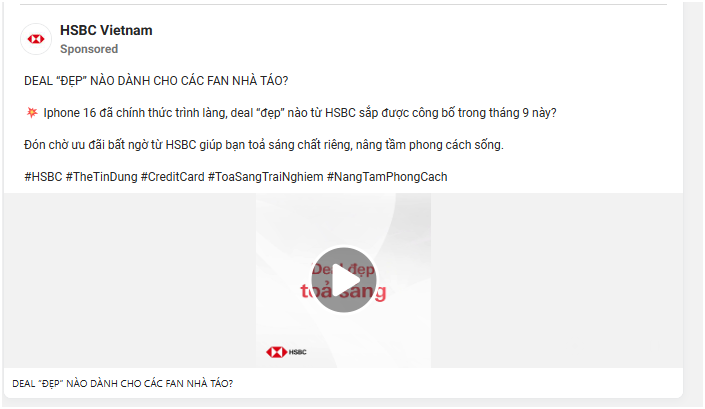 HSBC Vietnam
Sponsored
DEAL “ĐẸP” NÀO DÀNH CHO CÁC FAN NHÀ TÁO?
💥 Iphone 16 đã chính thức trình làng, deal “đẹp” nào từ HSBC sắp được công bố trong tháng 9 này?
Đón chờ ưu đãi bất ngờ từ HSBC giúp bạn toả sáng chất riêng, nâng tầm phong cách sống.
#HSBC #TheTinDung #CreditCard #ToaSangTraiNghiem #NangTamPhongCach
Deal đẹp
toả sáng
HSBC
DEAL “ĐẸP” NÀO DÀNH CHO CÁC FAN NHÀ TÁO?